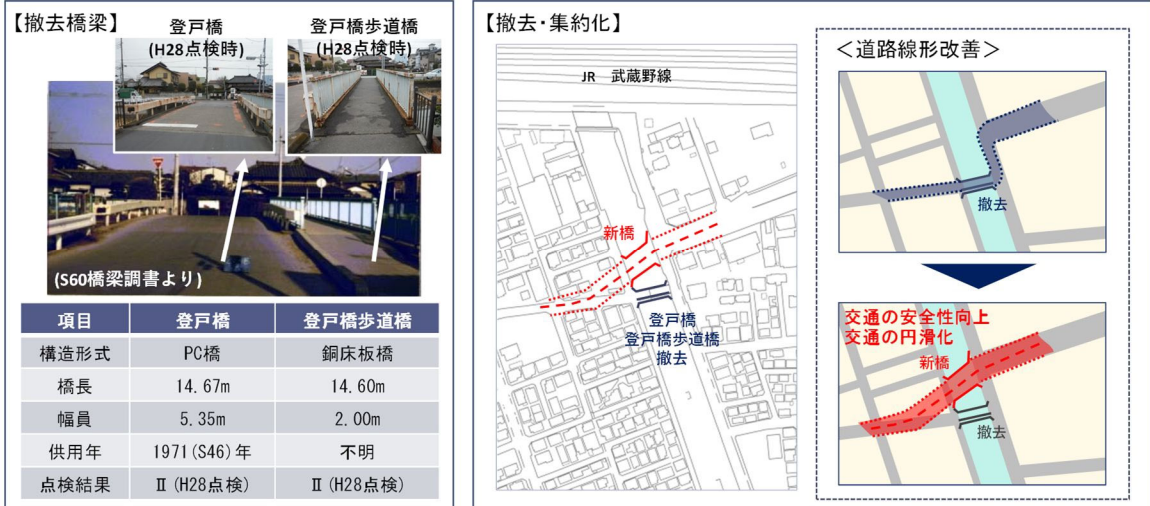 【撤去橋梁】
登戸橋
(H28点検時)
登戸橋歩道橋
(H28点検時)
(S60橋梁調書より)
項目 登戸橋 登戸橋歩道橋
構造形式 PC橋 銅床板橋
橋長 14.67m 14.60m
幅員 5.35m 2.00m
供用年 1971(S46)年 不明
点検結果 Ⅱ(H28点検) Ⅱ(H28点検)
【撤去・集約化】
JR 武蔵野線
新橋
登戸橋
登戸橋歩道橋
撤去
＜道路線形改善＞
撤去
交通の安全性向上
交通の円滑化
新橋
撤去